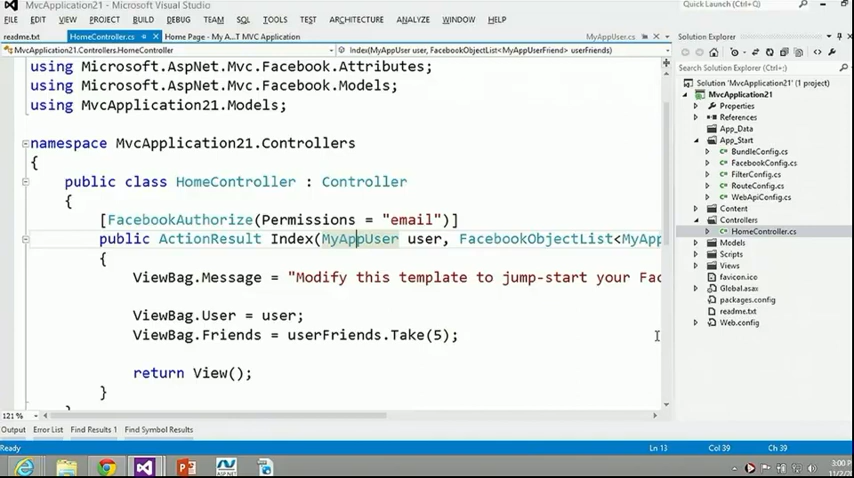 MvcApplication21 - Microsoft Visual Studio
Quick Launch (Ctrl+Q)
FILE EDIT VIEW PROJECT BUILD DEBUG TEAM SQL TOOLS TEST ARCHITECTURE ANALYZE WINDOW HELP
readme.txt HomeController.cs Home Page - My A...T MVC Application MyAppUser.cs
Solution Explorer
MvcApplication21.Controllers.HomeController Index(MyAppUser user, FacebookObjectList<MyAppUserFriend> userFriends)
using Microsoft.AspNet.Mvc.Facebook.Attributes;
using Microsoft.AspNet.Mvc.Facebook.Models;
using MvcApplication21.Models;
namespace MvcApplication21.Controllers
{
public class HomeController : Controller
{
[FacebookAuthorize(Permissions = "email")]
public ActionResult Index(MyAppUser user, FacebookObjectList<MyApp
{
ViewBag.Message = "Modify this template to jump-start your Fac
ViewBag.User = user;
ViewBag.Friends = userFriends.Take(5);
return View();
}
121 %
Search Solution Explorer (Ctrl+;)
Solution 'MvcApplication21' (1 project)
MvcApplication21
Properties
References
App_Data
App_Start
BundleConfig.cs
FacebookConfig.cs
FilterConfig.cs
RouteConfig.cs
WebApiConfig.cs
Content
Controllers
HomeController.cs
Models
Scripts
Views
favicon.ico
Global.asax
packages.config
readme.txt
Web.config
Output Error List Find Results 1 Find Symbol Results
Ready Ln 13 Col 39 Ch 39
3:00 PM